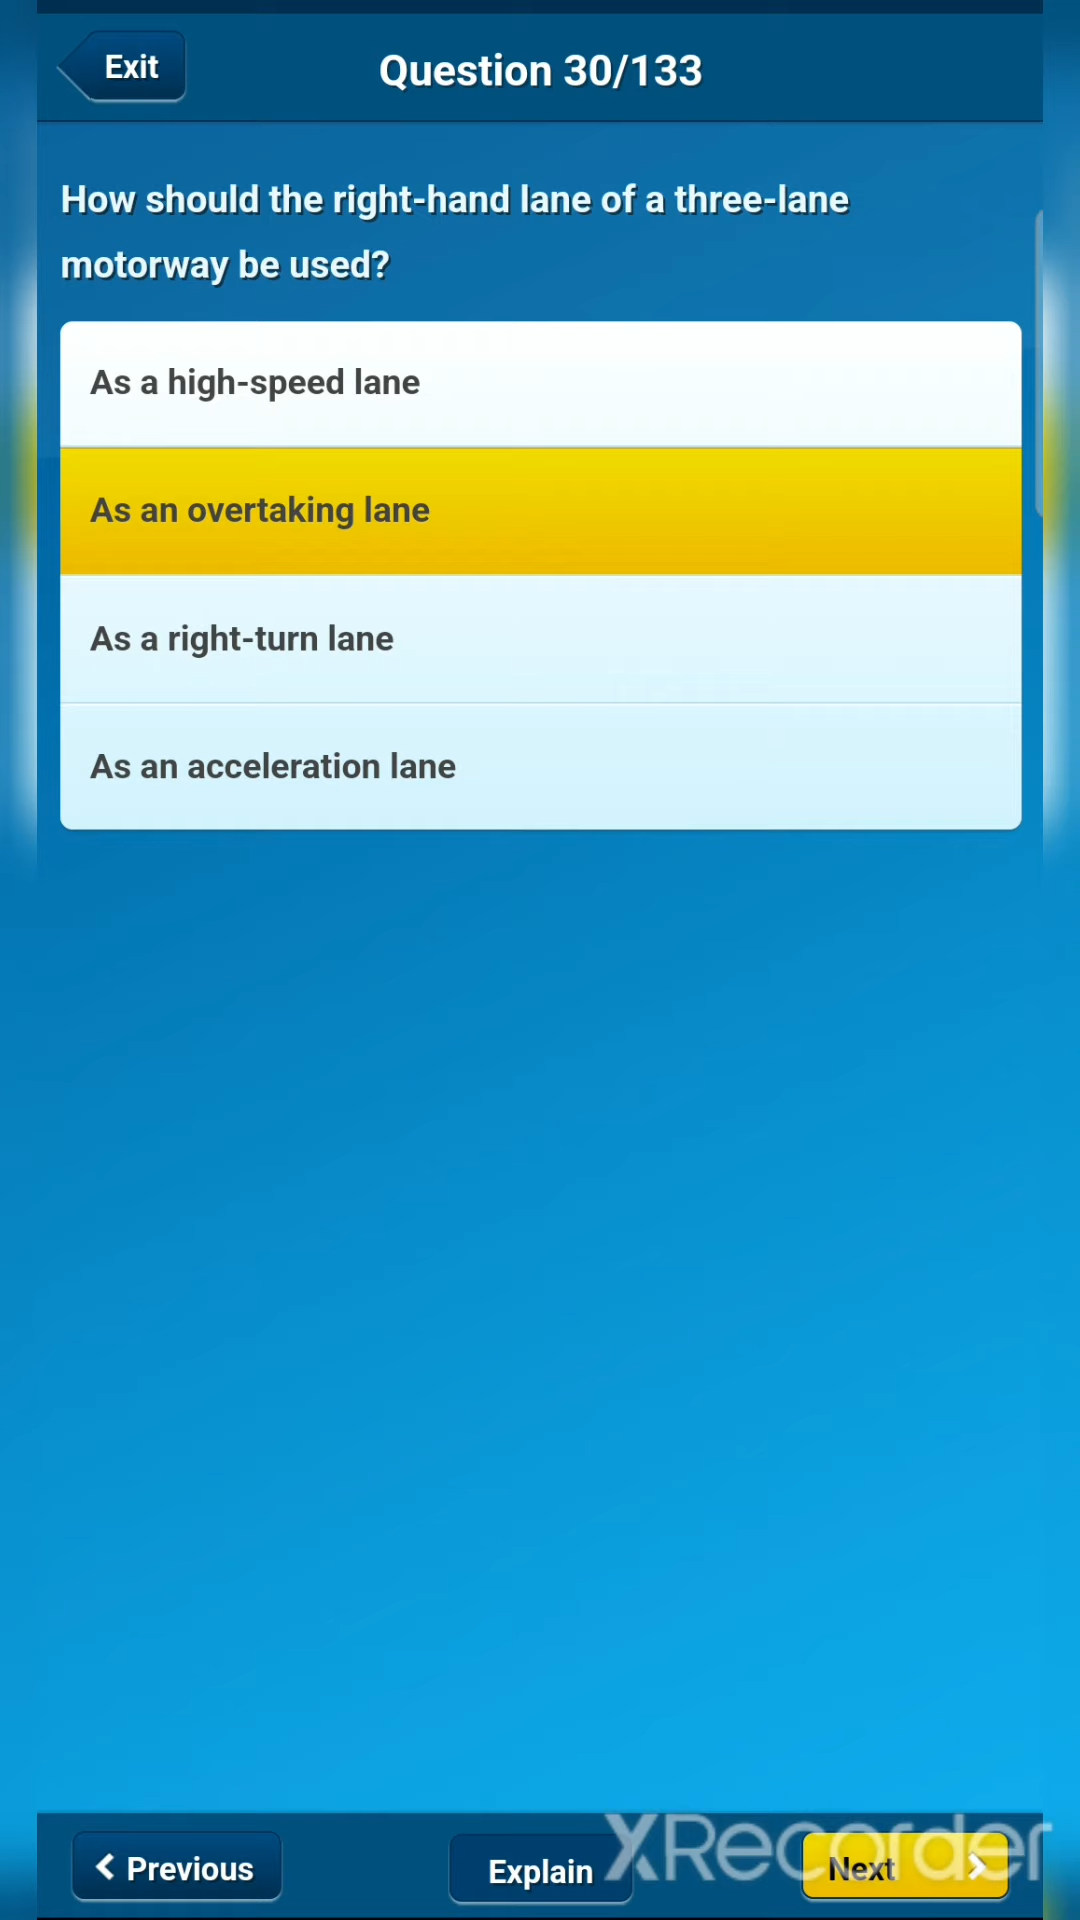 Exit
Question 30/133
How should the right-hand lane of a three-lane
motorway be used?
As a high-speed lane
As an overtaking lane
As a right-turn lane
As an acceleration lane
Previous
Explain
Next
XRecorder